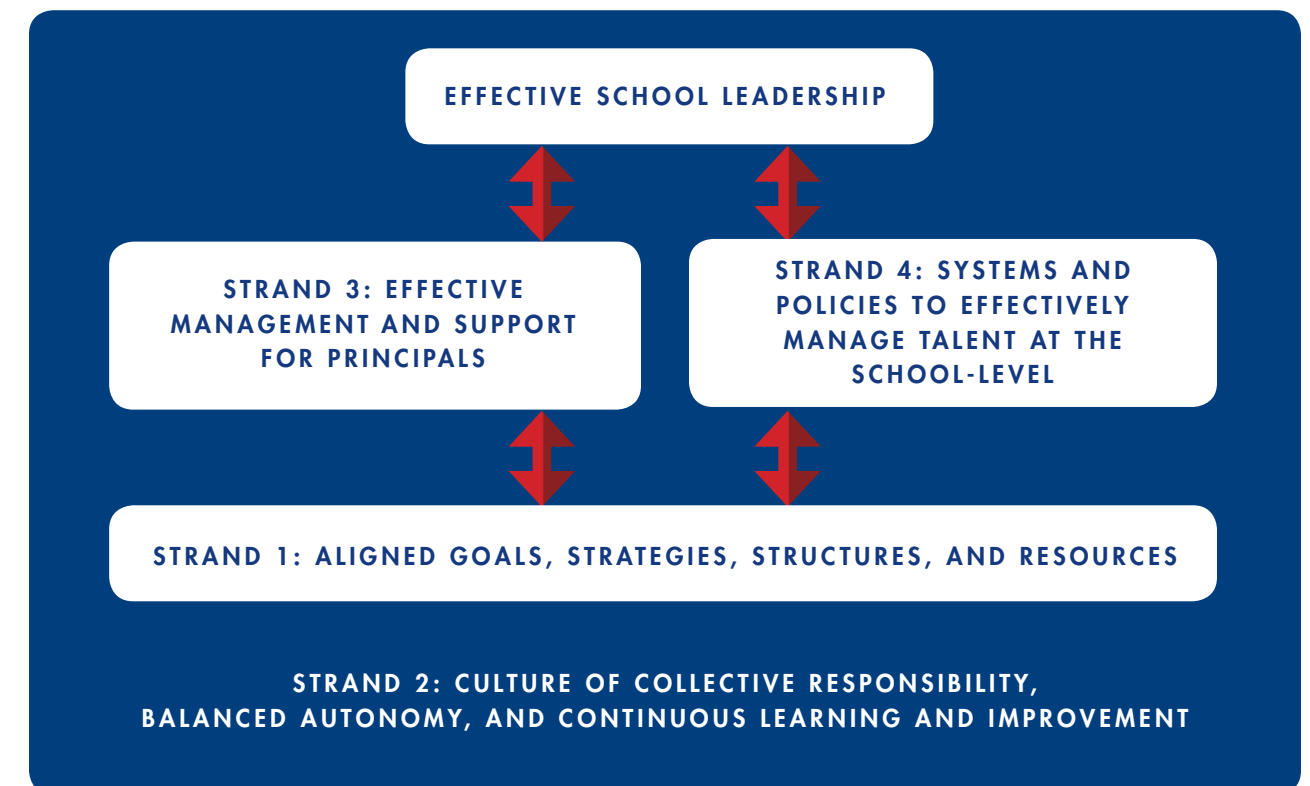 EFFECTIVE SCHOOL LEADERSHIP
STRAND 3: EFFECTIVE
MANAGEMENT AND SUPPORT
FOR PRINCIPALS
STRAND 4: SYSTEMS AND
POLICIES TO EFFECTIVELY
MANAGE TALENT AT THE
SCHOOL-LEVEL
STRAND 1: ALIGNED GOALS, STRATEGIES, STRUCTURES, AND RESOURCES
STRAND 2: CULTURE OF COLLECTIVE RESPONSIBILITY,
BALANCED AUTONOMY, AND CONTINUOUS LEARNING AND IMPROVEMENT